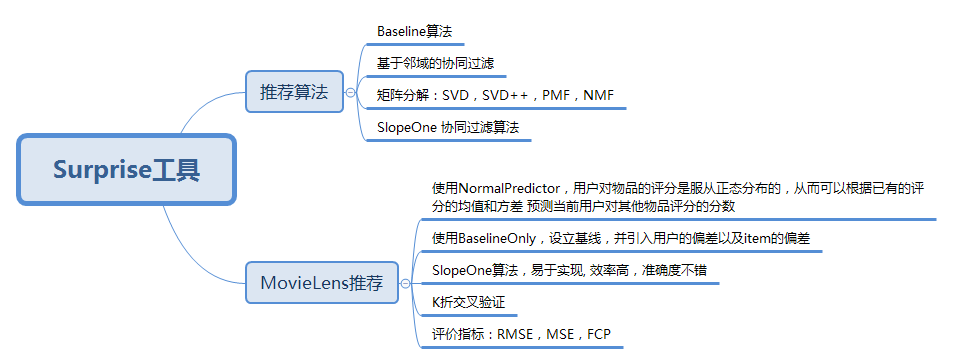 Surprise工具
推荐算法
Baseline算法
基于邻域的协同过滤
矩阵分解：SVD，SVD++，PMF，NMF
SlopeOne 协同过滤算法
MovieLens推荐
使用NormalPredictor，用户对物品的评分是服从正态分布的，从而可以根据已有的评
分的均值和方差 预测当前用户对其他物品评分的分数
使用BaselineOnly，设立基线，并引入用户的偏差以及item的偏差
SlopeOne算法，易于实现, 效率高，准确度不错
K折交叉验证
评价指标：RMSE，MSE，FCP